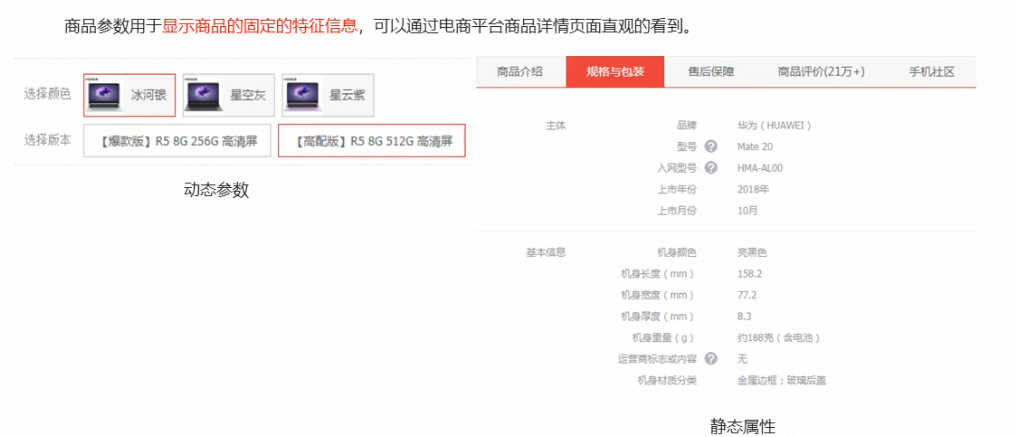 商品参数用于显示商品的固定的特征信息，可以通过电商平台商品详情页面直观的看到。
选择颜色 冰河银 星空灰 星云紫
选择版本 【爆款版】R5 8G 256G 高清屏 【高配版】R5 8G 512G 高清屏
动态参数
商品介绍 规格与包装 售后保障 商品评价(21万+) 手机社区
主体 品牌 华为（HUAWEI）
型号 ? Mate 20
入网型号 ? HMA-AL00
上市年份 2018年
上市月份 10月
基本信息 机身颜色 亮黑色
机身长度（mm） 158.2
机身宽度（mm） 77.2
机身厚度（mm） 8.3
机身重量（g） 约188克（含电池）
运营商标志或内容 ? 无
机身材质分类 金属边框；玻璃后盖
静态属性